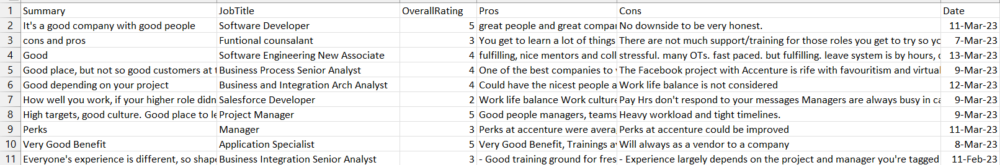 1 Summary JobTitle OverallRating Pros Cons Date
2 It's a good company with good people Software Developer 5 great people and great compa No downside to be very honest. 11-Mar-23
3 cons and pros Funtional counsalant 3 You get to learn a lot of things There are not much support/training for those roles you get to try so yo 7-Mar-23
4 Good Software Engineering New Associate 4 fulfilling, nice mentors and coll stressful. many OTs. fast paced. but fulfilling. leave system is by hours, 13-Mar-23
5 Good place, but not so good customers at t Business Process Senior Analyst 4 One of the best companies to The Facebook project with Accenture is rife with favouritism and virtual 9-Mar-23
6 Good depending on your project Business and Integration Arch Analyst 4 Could have the nicest people a Work life balance is not considered 12-Mar-23
7 How well you work, if your higher role didn Salesforce Developer 2 Work life balance Work culture Pay Hrs don't respond to your messages Managers are always busy in ca 9-Mar-23
8 High targets, good culture. Good place to le Project Manager 5 Good people managers, teams Heavy workload and tight timelines. 9-Mar-23
9 Perks Manager 3 Perks at accenture were avera Perks at accenture could be improved 11-Mar-23
10 Very Good Benefit Application Specialist 5 Very Good Benefit, Trainings av Will always as a vendor to a company 8-Mar-23
11 Everyone's experience is different, so shape Business Integration Senior Analyst 3 - Good training ground for fres - Experience largely depends on the project and manager you're tagged 11-Feb-23